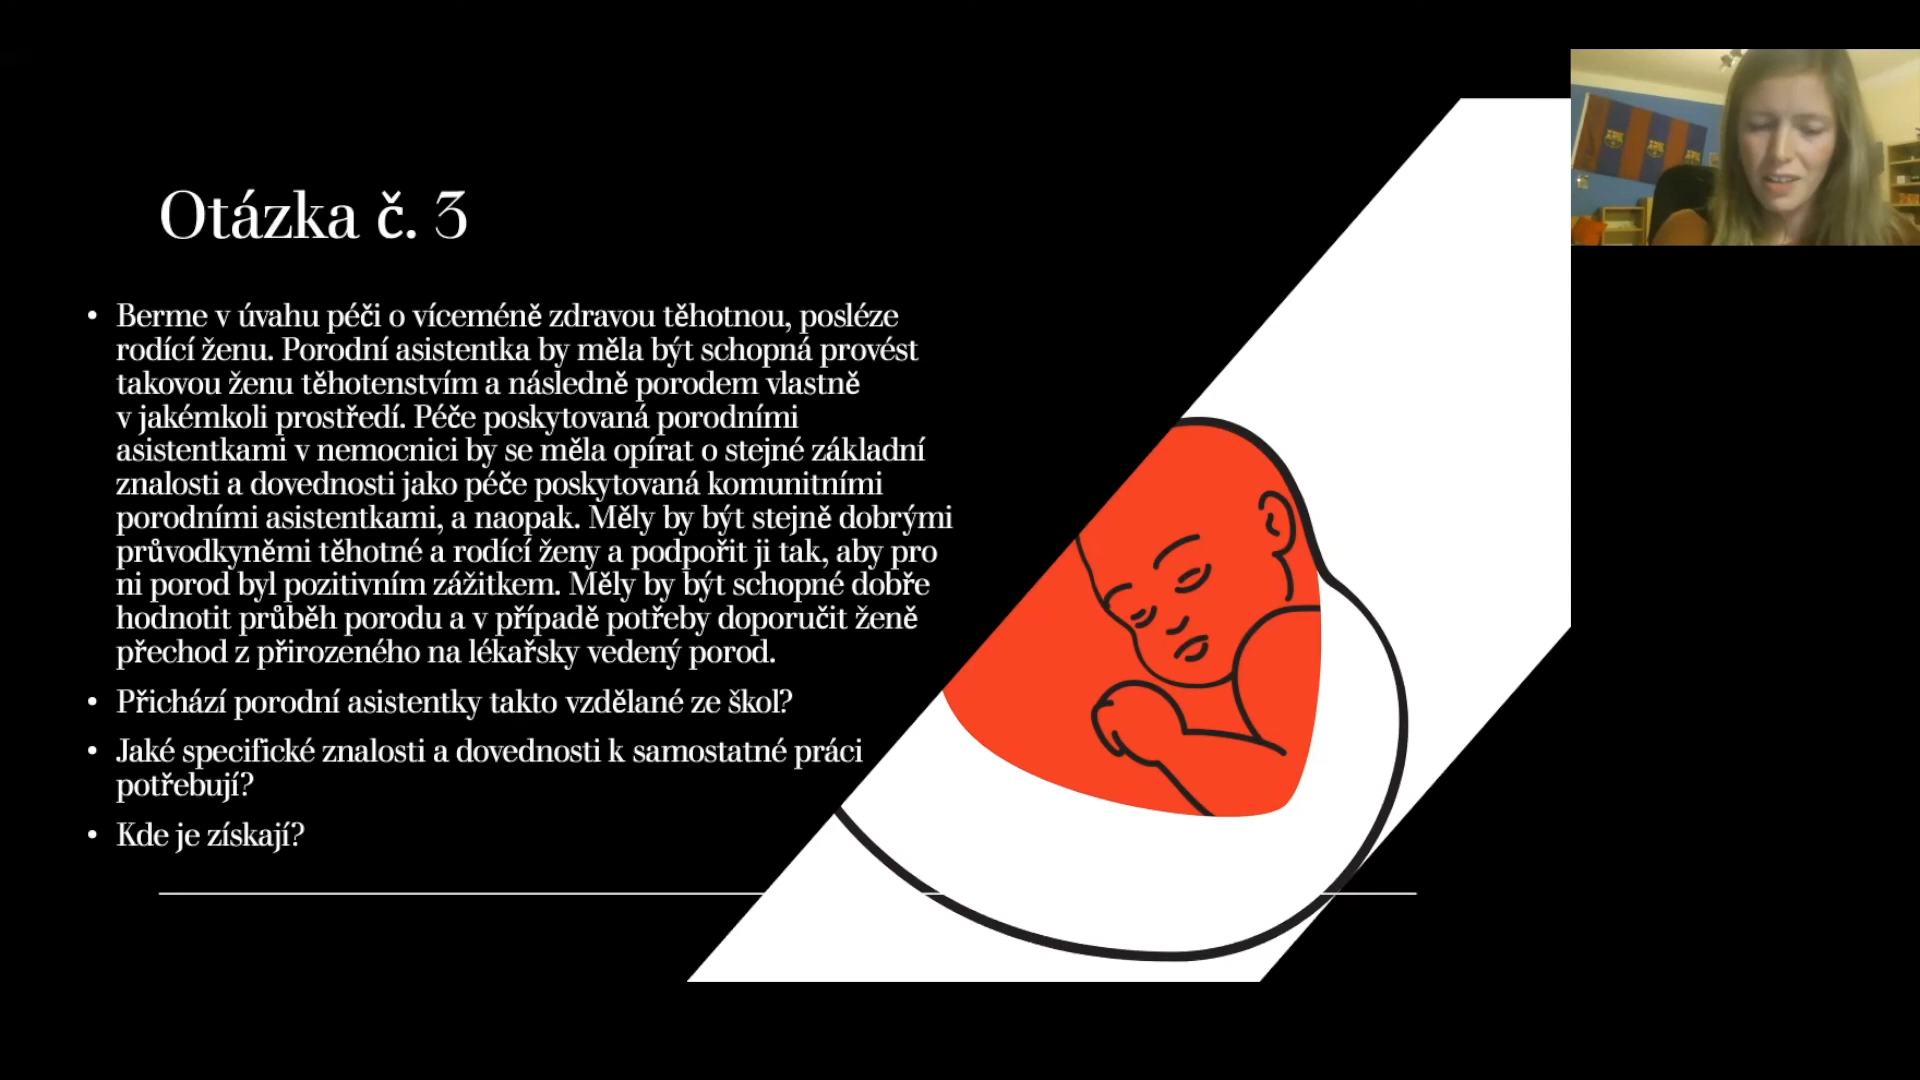 Otázka č. 3
• Berme v úvahu péči o víceméně zdravou těhotnou, posléze
rodící ženu. Porodní asistentka by měla být schopná provést
takovou ženu těhotenstvím a následně porodem vlastně
v jakémkoli prostředí. Péče poskytovaná porodními
asistentkami v nemocnici by se měla opírat o stejné základní
znalosti a dovednosti jako péče poskytovaná komunitními
porodními asistentkami, a naopak. Měly by být stejně dobrými
průvodkyněmi těhotné a rodící ženy a podpořit ji tak, aby pro
ni porod byl pozitivním zážitkem. Měly by být schopné dobře
hodnotit průběh porodu a v případě potřeby doporučit ženě
přechod z přirozeného na lékařsky vedený porod.
• Přichází porodní asistentky takto vzdělané ze škol?
• Jaké specifické znalosti a dovednosti k samostatné práci
potřebují?
• Kde je získají?